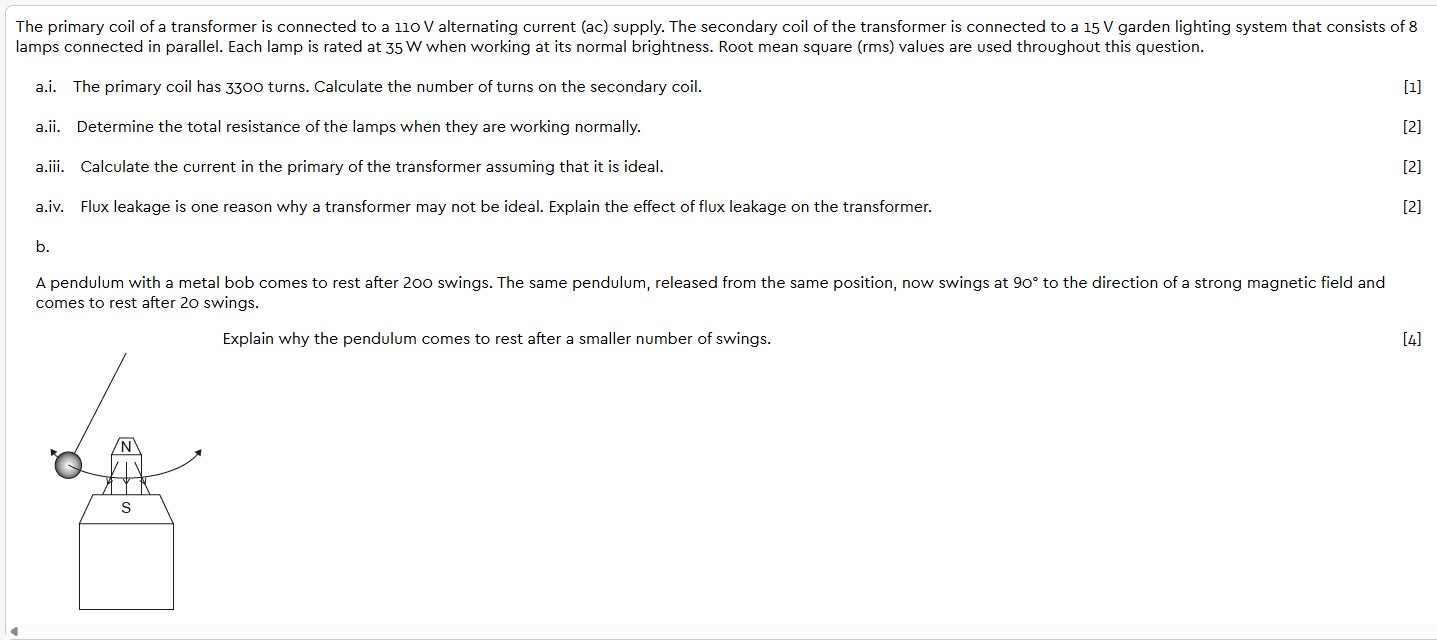 The primary coil of a transformer is connected to a 110 V alternating current (ac) supply. The secondary coil of the transformer is connected to a 15 V garden lighting system that consists of 8
lamps connected in parallel. Each lamp is rated at 35 W when working at its normal brightness. Root mean square (rms) values are used throughout this question.
a.i. The primary coil has 3300 turns. Calculate the number of turns on the secondary coil. [1]
a.ii. Determine the total resistance of the lamps when they are working normally. [2]
a.iii. Calculate the current in the primary of the transformer assuming that it is ideal. [2]
a.iv. Flux leakage is one reason why a transformer may not be ideal. Explain the effect of flux leakage on the transformer. [2]
b.
A pendulum with a metal bob comes to rest after 200 swings. The same pendulum, released from the same position, now swings at 90° to the direction of a strong magnetic field and
comes to rest after 20 swings.
Explain why the pendulum comes to rest after a smaller number of swings. [4]
N
S